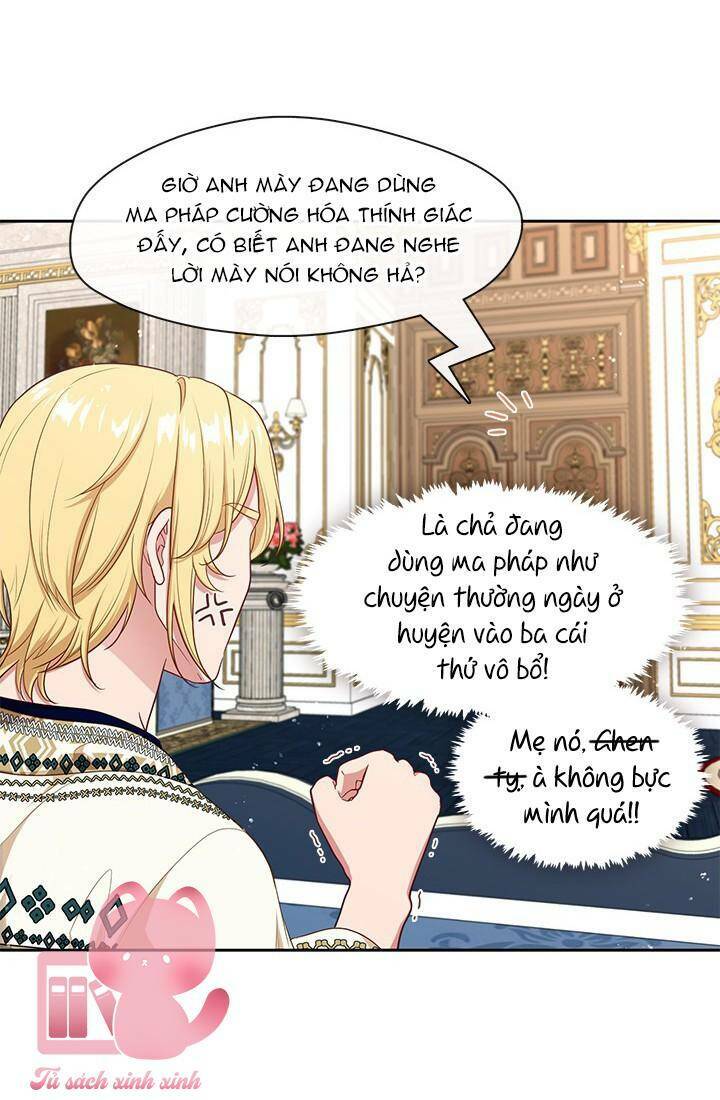 GIỜ ANH MÀY ĐANG DÙNG
MA PHÁP CƯỜNG HÓA THÍNH GIÁC
ĐẤY, CÓ BIẾT ANH ĐANG NGHE
LỜI MÀY NÓI KHÔNG HẢ?
Là chả đang
dùng ma pháp như
chuyện thường ngày ở
huyện vào ba cái
thứ vô bổ!
Mẹ nó, Ghen
tỵ, à không bực
mình quá!!
Tủ sách xinh xinh